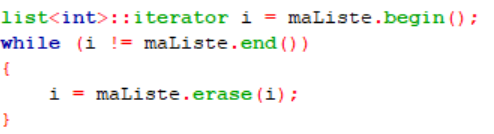 list<int>::iterator i = maListe.begin();
while (i != maListe.end())
{
    i = maListe.erase(i);
}